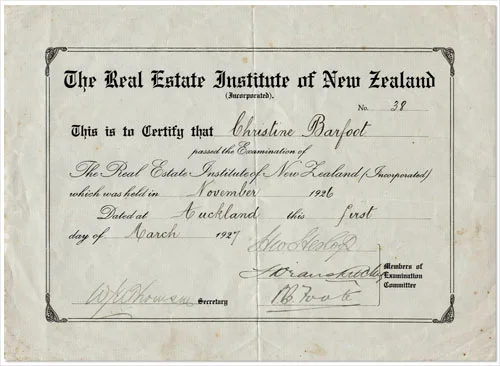 The Real Estate Institute of New Zealand
(Incorporated).
No. 38
This is to Certify that Christine Barfoot
passed the Examination of
The Real Estate Institute of New Zealand (Incorporated)
which was held in November 1926
Dated at Auckland this first
day of March 1927
Members of
Examination
Committee
Secretary